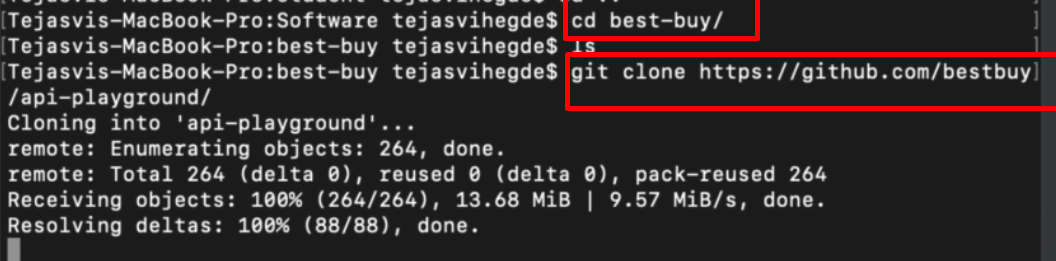 [Tejasvis-MacBook-Pro:Software tejasvihegde$ cd best-buy/ ]
[Tejasvis-MacBook-Pro:best-buy tejasvihegde$ ls ]
[Tejasvis-MacBook-Pro:best-buy tejasvihegde$ git clone https://github.com/bestbuy]
/api-playground/
Cloning into 'api-playground'...
remote: Enumerating objects: 264, done.
remote: Total 264 (delta 0), reused 0 (delta 0), pack-reused 264
Receiving objects: 100% (264/264), 13.68 MiB | 9.57 MiB/s, done.
Resolving deltas: 100% (88/88), done.